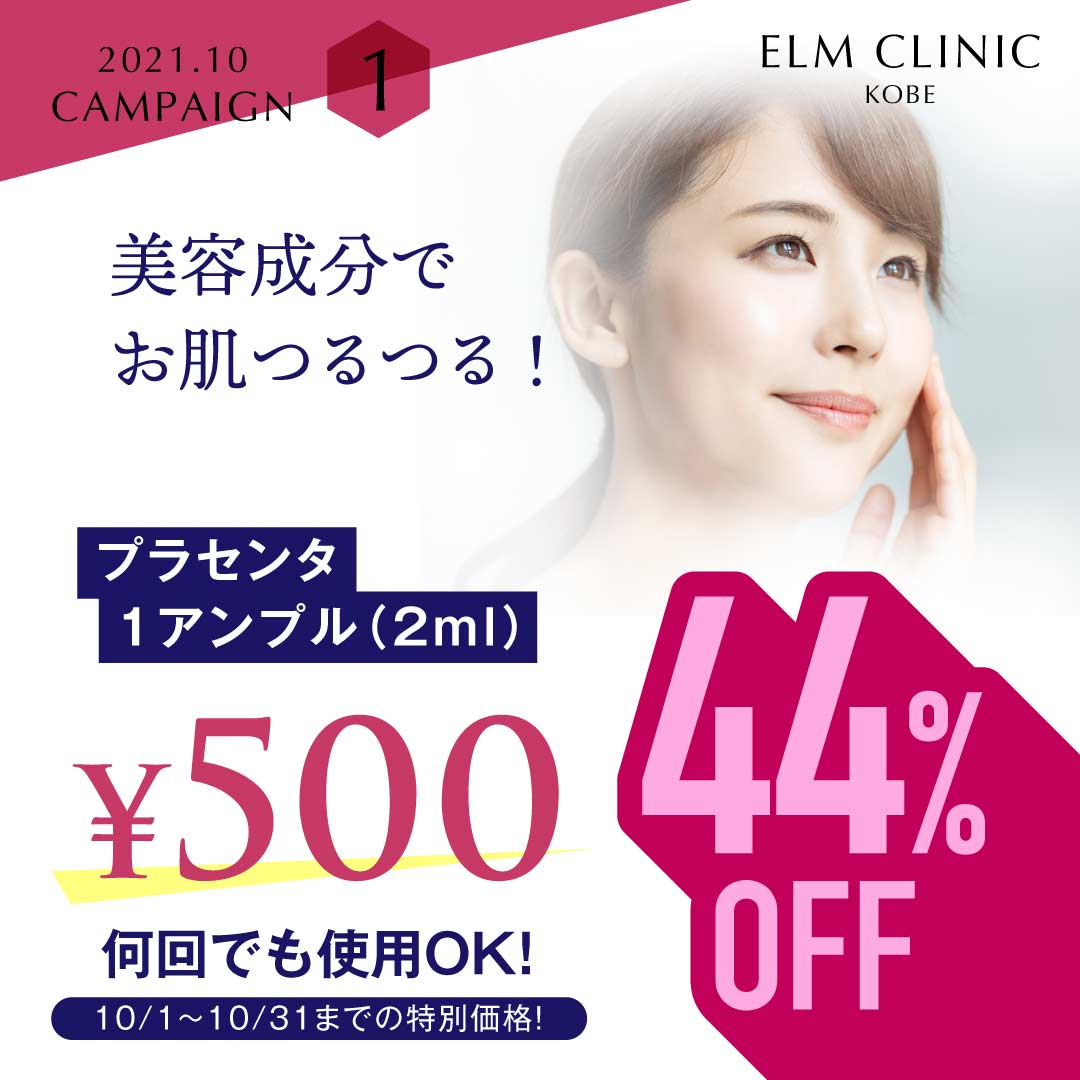 2021.10
CAMPAIGN
1
ELM CLINIC
KOBE
美容成分で
お肌つるつる！
プラセンタ
1アンプル（2ml）
¥500
何回でも使用OK!
10/1〜10/31までの特別価格!
44%
OFF